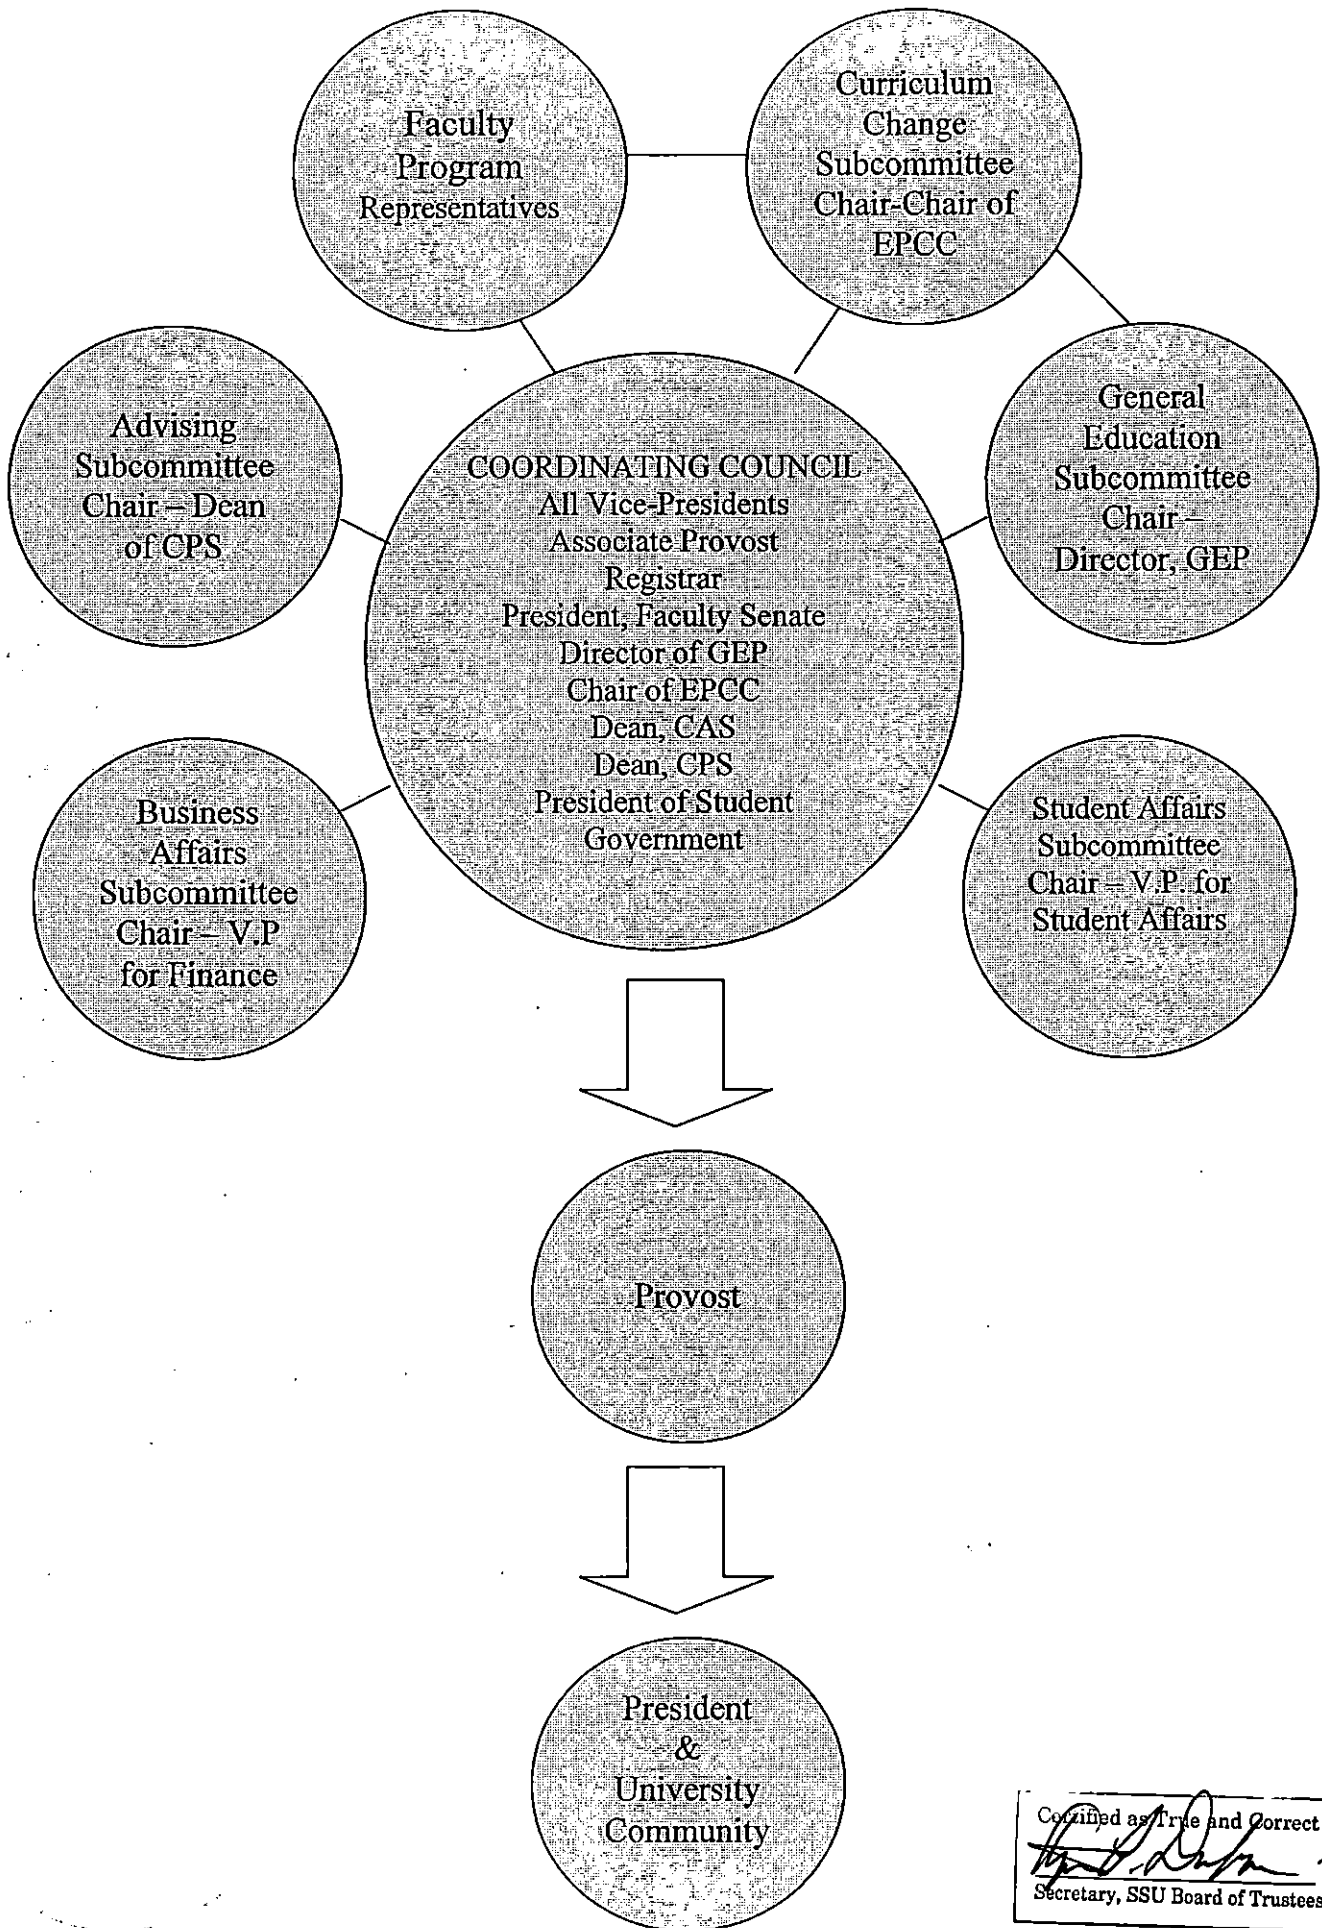 Faculty
Program
Representatives
Curriculum
Change
Subcommittee
Chair-Chair of
EPCC
Advising
Subcommittee
Chair – Dean
of CPS
COORDINATING COUNCIL
All Vice-Presidents
Associate Provost
Registrar
President, Faculty Senate
Director of GEP
Chair of EPCC
Dean, CAS
Dean, CPS
President of Student
Government
General
Education
Subcommittee
Chair –
Director, GEP
Business
Affairs
Subcommittee
Chair – V.P
for Finance
Student Affairs
Subcommittee
Chair – V.P. for
Student Affairs
Provost
President
&
University
Community
Certified as True and Correct
Secretary, SSU Board of Trustees